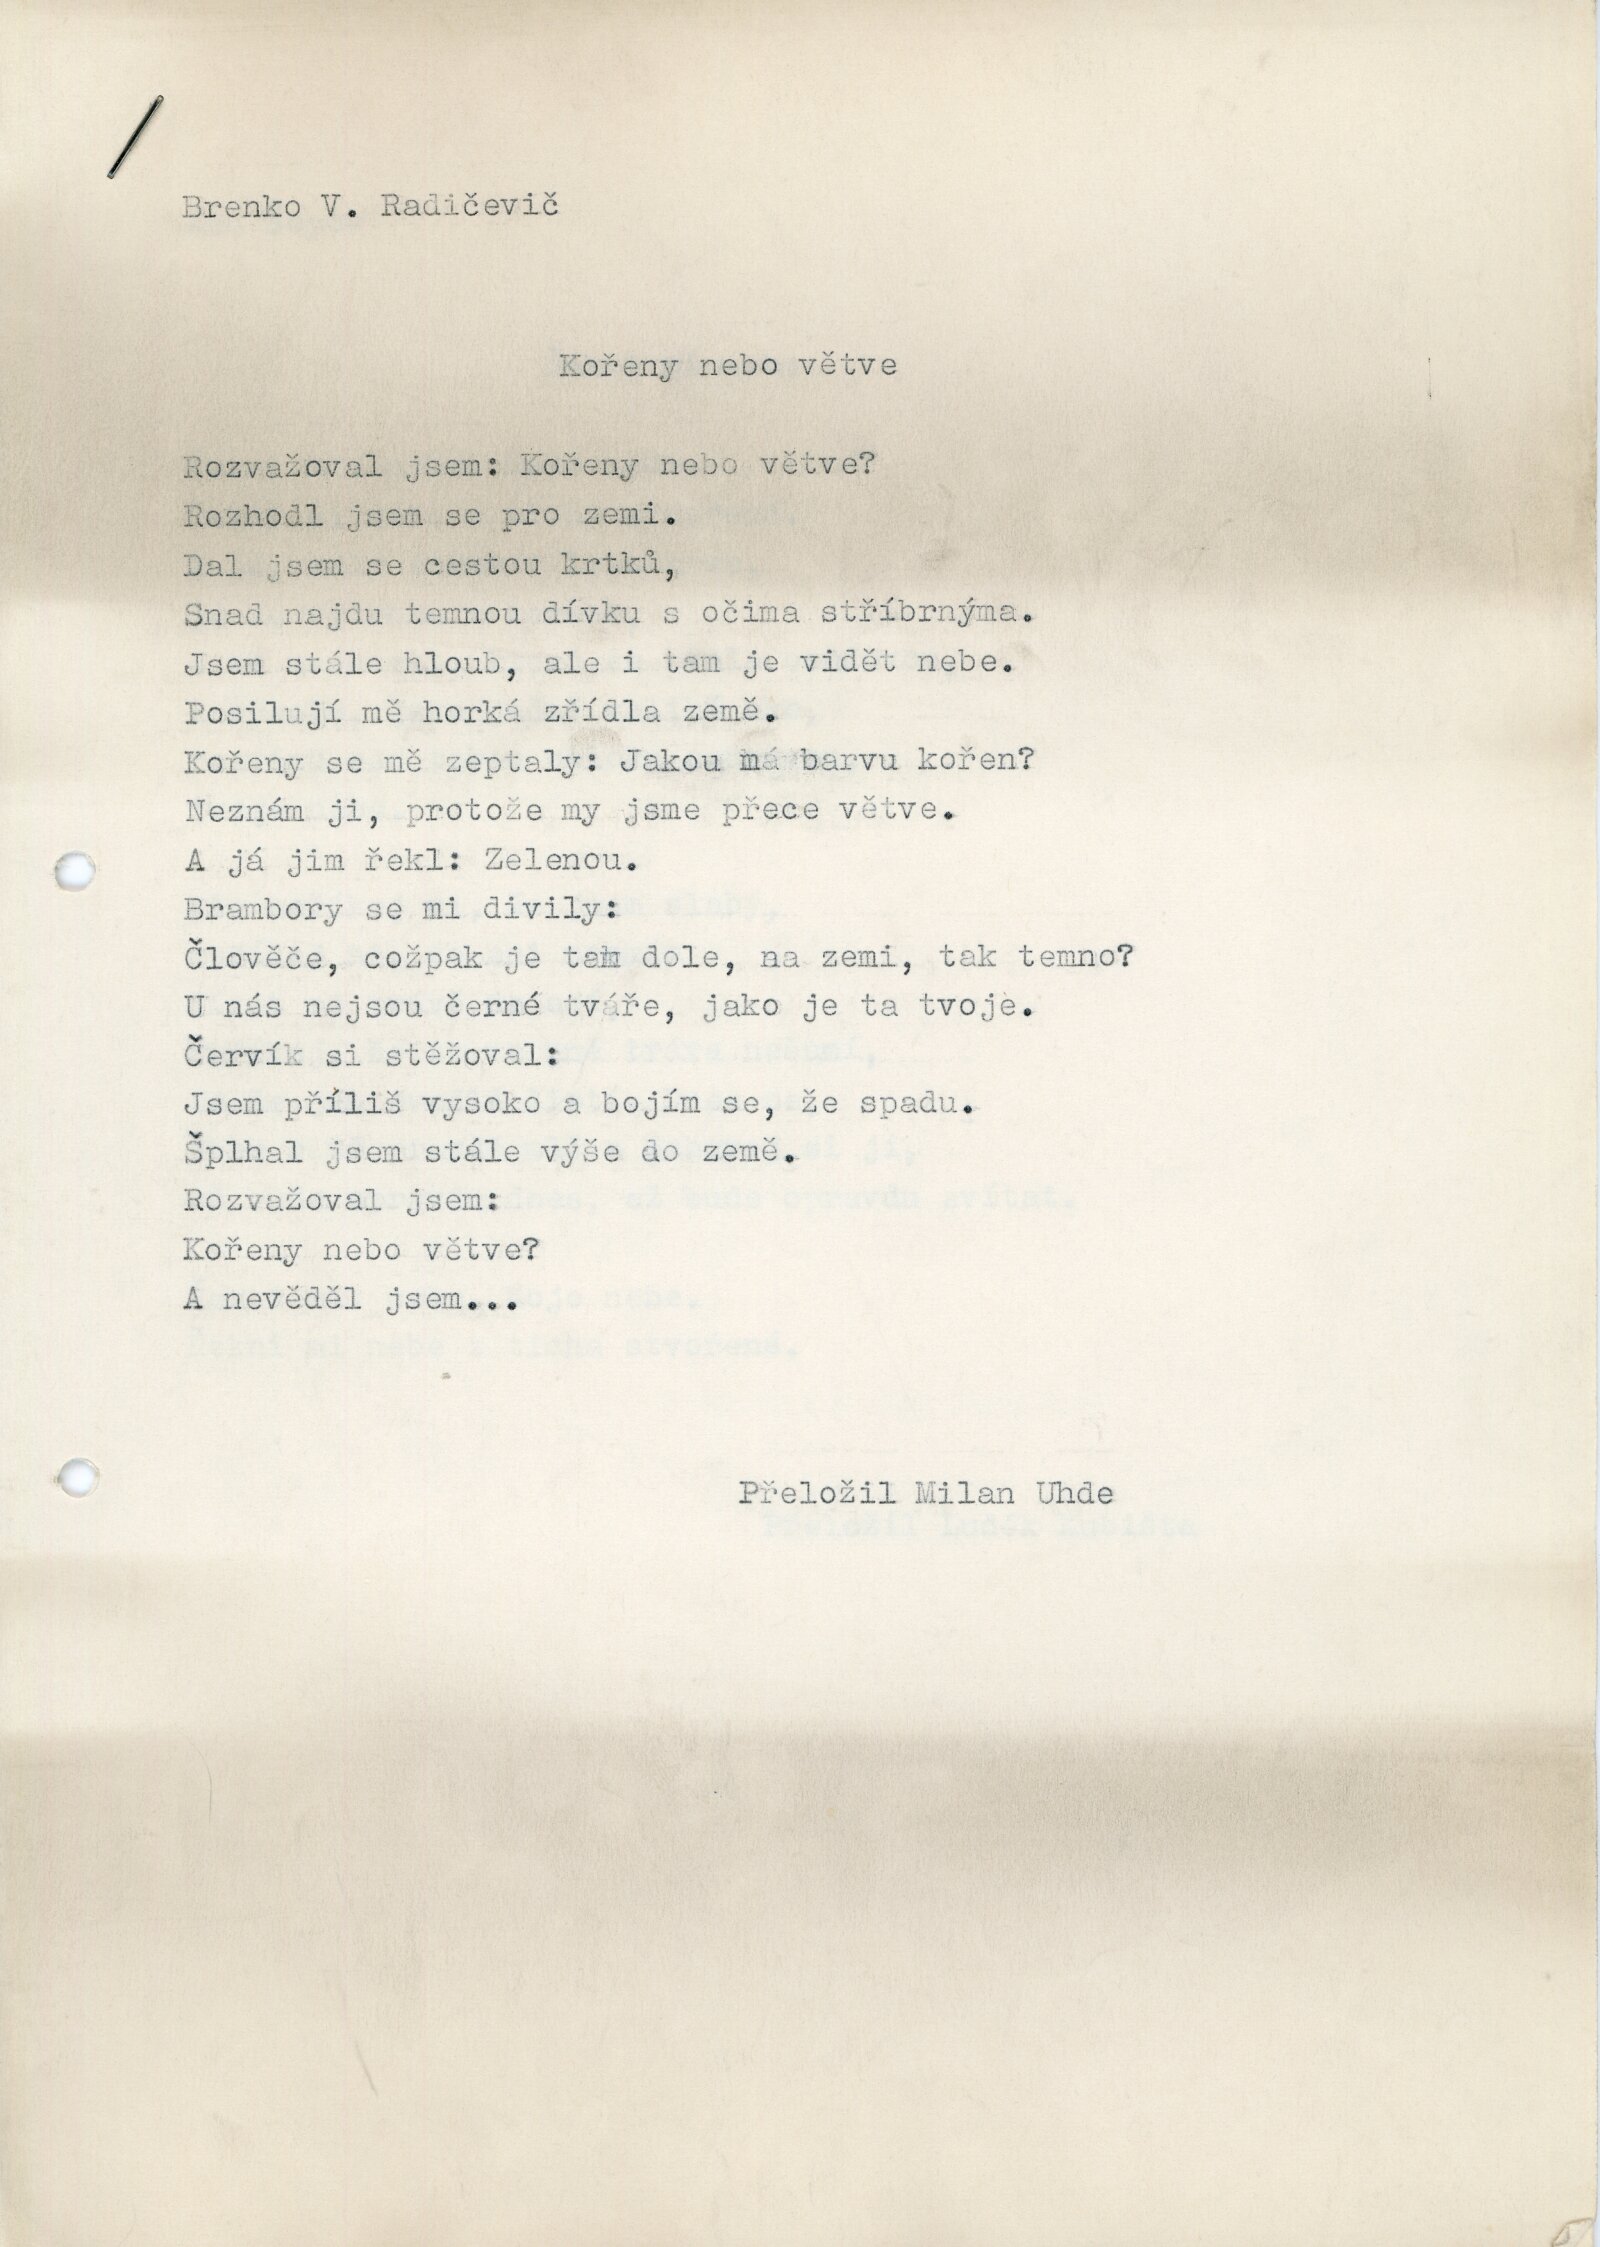 Brenko V. Radičevič
Kořeny nebo větve
Rozvažoval jsem: Kořeny nebo větve?
Rozhodl jsem se pro zemi.
Dal jsem se cestou krtků,
Snad najdu temnou dívku s očima stříbrnýma.
Jsem stále hloub, ale i tam je vidět nebe.
Posilují mě horká zřídla země.
Kořeny se mě zeptaly: Jakou má barvu kořen?
Neznám ji, protože my jsme přece větve.
A já jim řekl: Zelenou.
Brambory se mi divily:
Člověče, cožpak je tam dole, na zemi, tak temno?
U nás nejsou černé tváře, jako je ta tvoje.
Červík si stěžoval:
Jsem příliš vysoko a bojím se, že spadu.
Šplhal jsem stále výše do země.
Rozvažoval jsem:
Kořeny nebo větve?
A nevěděl jsem...
Přeložil Milan Uhde